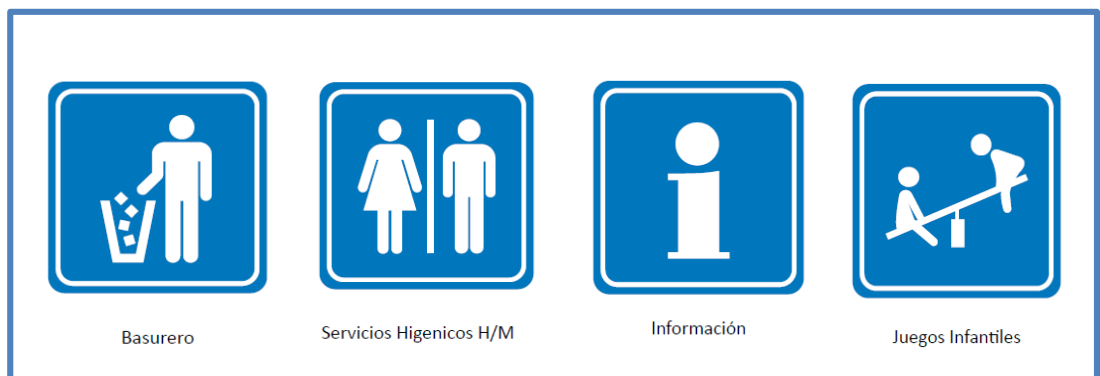 Basurero
Servicios Higenicos H/M
Información
Juegos Infantiles